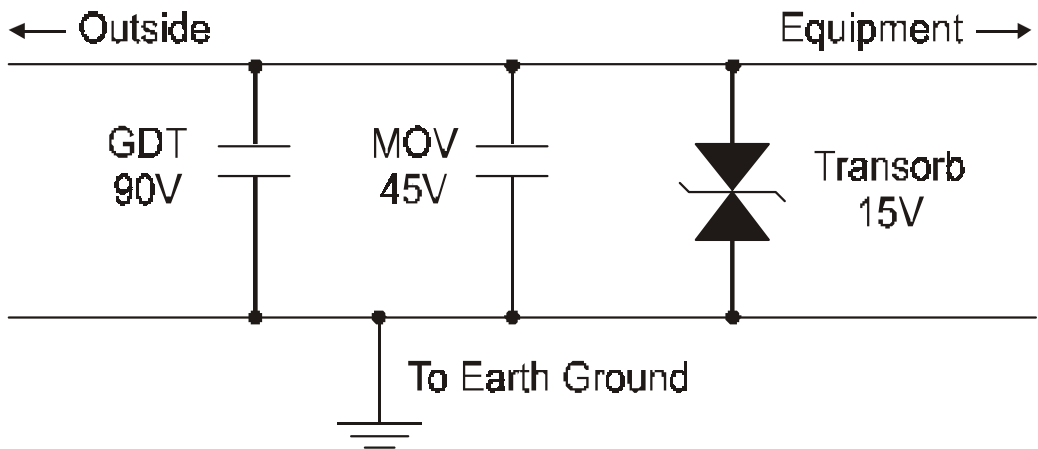 Outside
Equipment
GDT
90V
MOV
45V
Transorb
15V
To Earth Ground